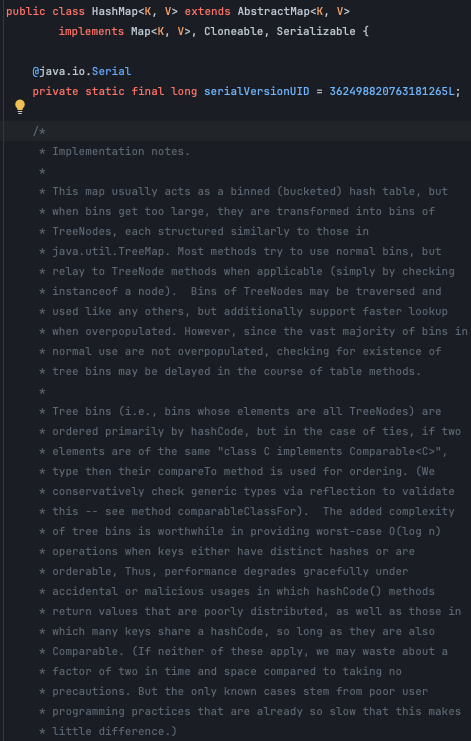 public class HashMap<K, V> extends AbstractMap<K, V>
        implements Map<K, V>, Cloneable, Serializable {

    @java.io.Serial
    private static final long serialVersionUID = 362498820763181265L;

    /*
     * Implementation notes.
     *
     * This map usually acts as a binned (bucketed) hash table, but
     * when bins get too large, they are transformed into bins of
     * TreeNodes, each structured similarly to those in
     * java.util.TreeMap. Most methods try to use normal bins, but
     * relay to TreeNode methods when applicable (simply by checking
     * instanceof a node).  Bins of TreeNodes may be traversed and
     * used like any others, but additionally support faster lookup
     * when overpopulated. However, since the vast majority of bins in
     * normal use are not overpopulated, checking for existence of
     * tree bins may be delayed in the course of table methods.
     *
     * Tree bins (i.e., bins whose elements are all TreeNodes) are
     * ordered primarily by hashCode, but in the case of ties, if two
     * elements are of the same "class C implements Comparable<C>",
     * type then their compareTo method is used for ordering. (We
     * conservatively check generic types via reflection to validate
     * this -- see method comparableClassFor).  The added complexity
     * of tree bins is worthwhile in providing worst-case O(log n)
     * operations when keys either have distinct hashes or are
     * orderable, Thus, performance degrades gracefully under
     * accidental or malicious usages in which hashCode() methods
     * return values that are poorly distributed, as well as those in
     * which many keys share a hashCode, so long as they are also
     * Comparable. (If neither of these apply, we may waste about a
     * factor of two in time and space compared to taking no
     * precautions. But the only known cases stem from poor user
     * programming practices that are already so slow that this makes
     * little difference.)